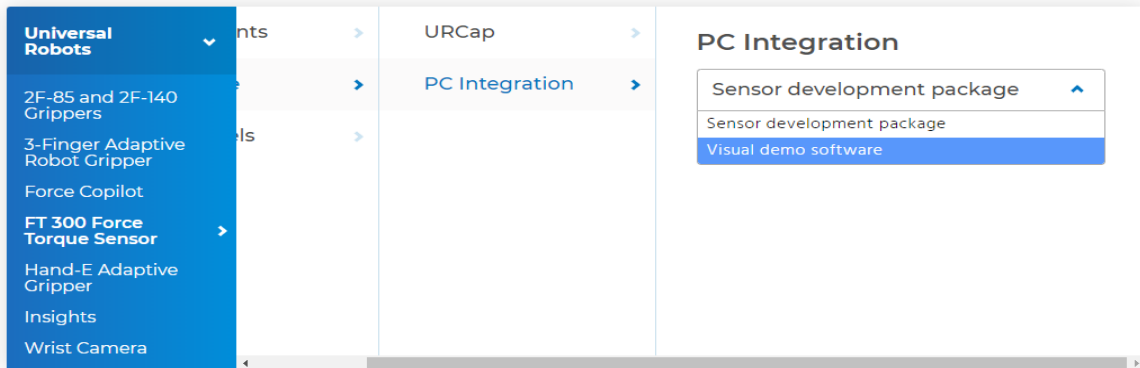 Universal
Robots
2F-85 and 2F-140
Grippers
3-Finger Adaptive
Robot Gripper
Force Copilot
FT 300 Force
Torque Sensor
Hand-E Adaptive
Gripper
Insights
Wrist Camera
nts
els
URCap
PC Integration
PC Integration
Sensor development package
Sensor development package
Visual demo software